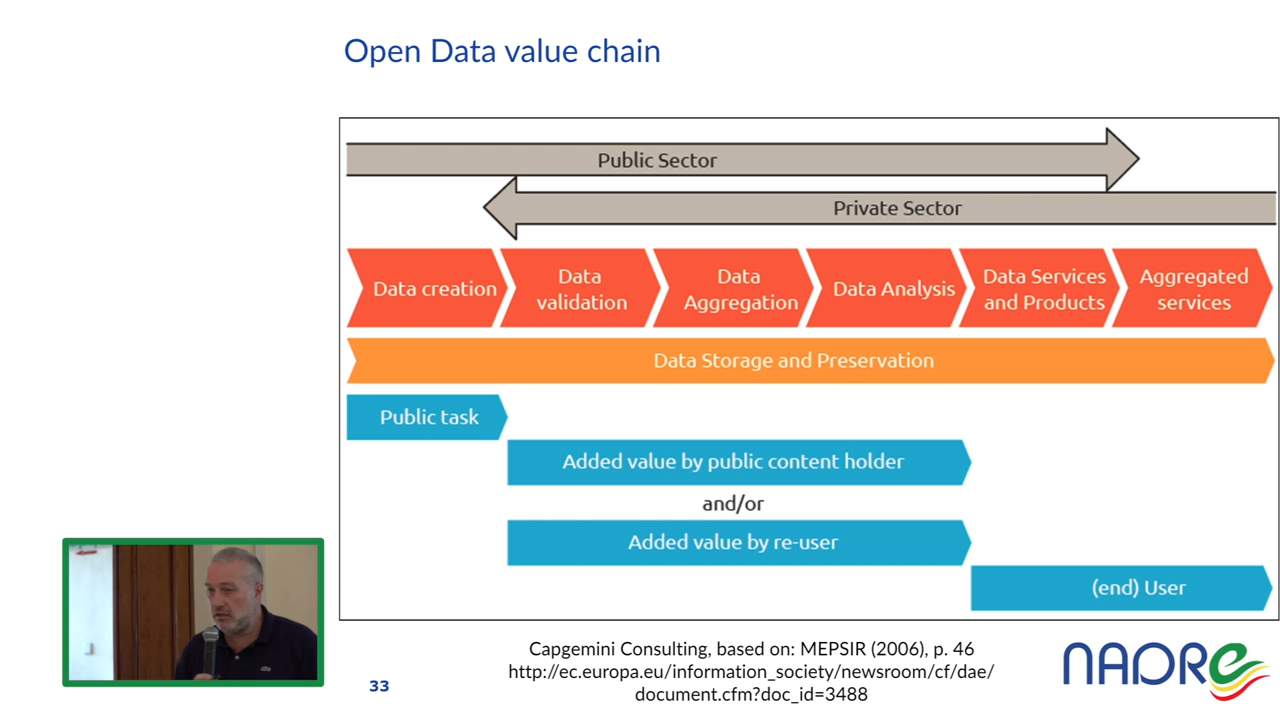 Open Data value chain
Public Sector
Private Sector
Data creation
Data
validation
Data
Aggregation
Data Analysis
Data Services
and Products
Aggregated
services
Data Storage and Preservation
Public task
Added value by public content holder
and/or
Added value by re-user
(end) User
Capgemini Consulting, based on: MEPSIR (2006), p. 46
http://ec.europa.eu/information_society/newsroom/cf/dae/
document.cfm?doc_id=3488
33
NADRe